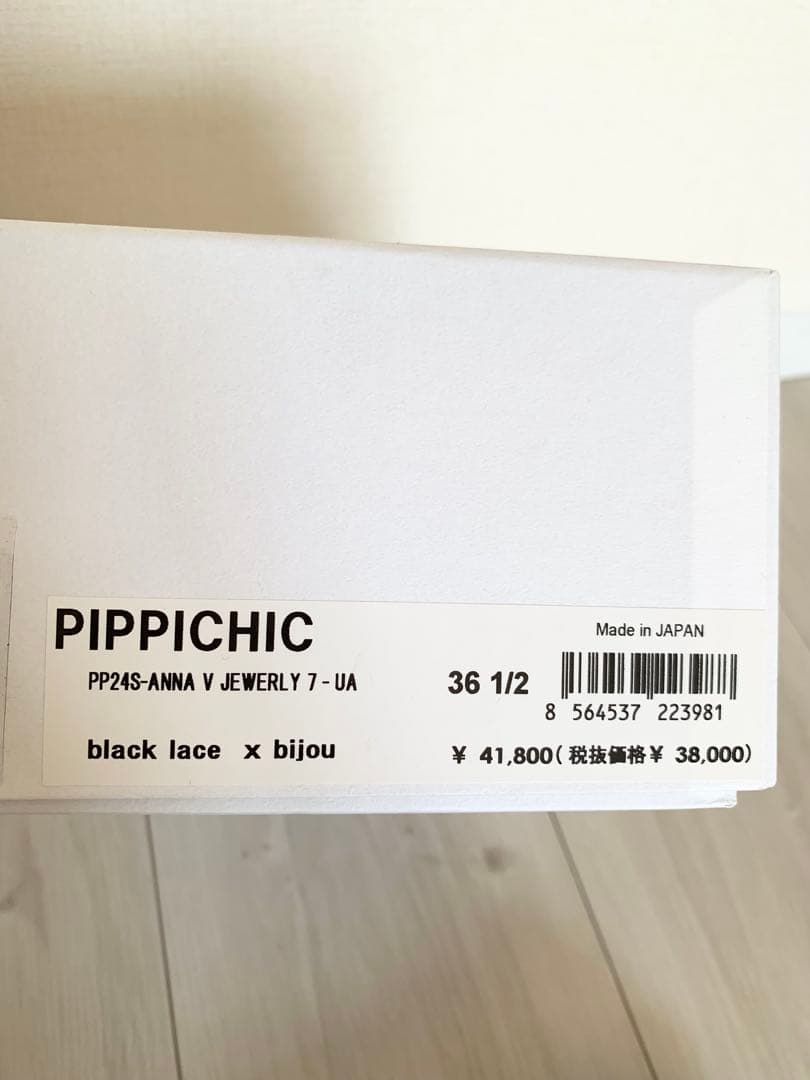 PIPPICHIC
Made in JAPAN
PP24S-ANNA V JEWERLY 7 - UA
36 1/2
8 564537 223981
black lace x bijou
¥ 41,800( 税抜価格¥ 38,000)